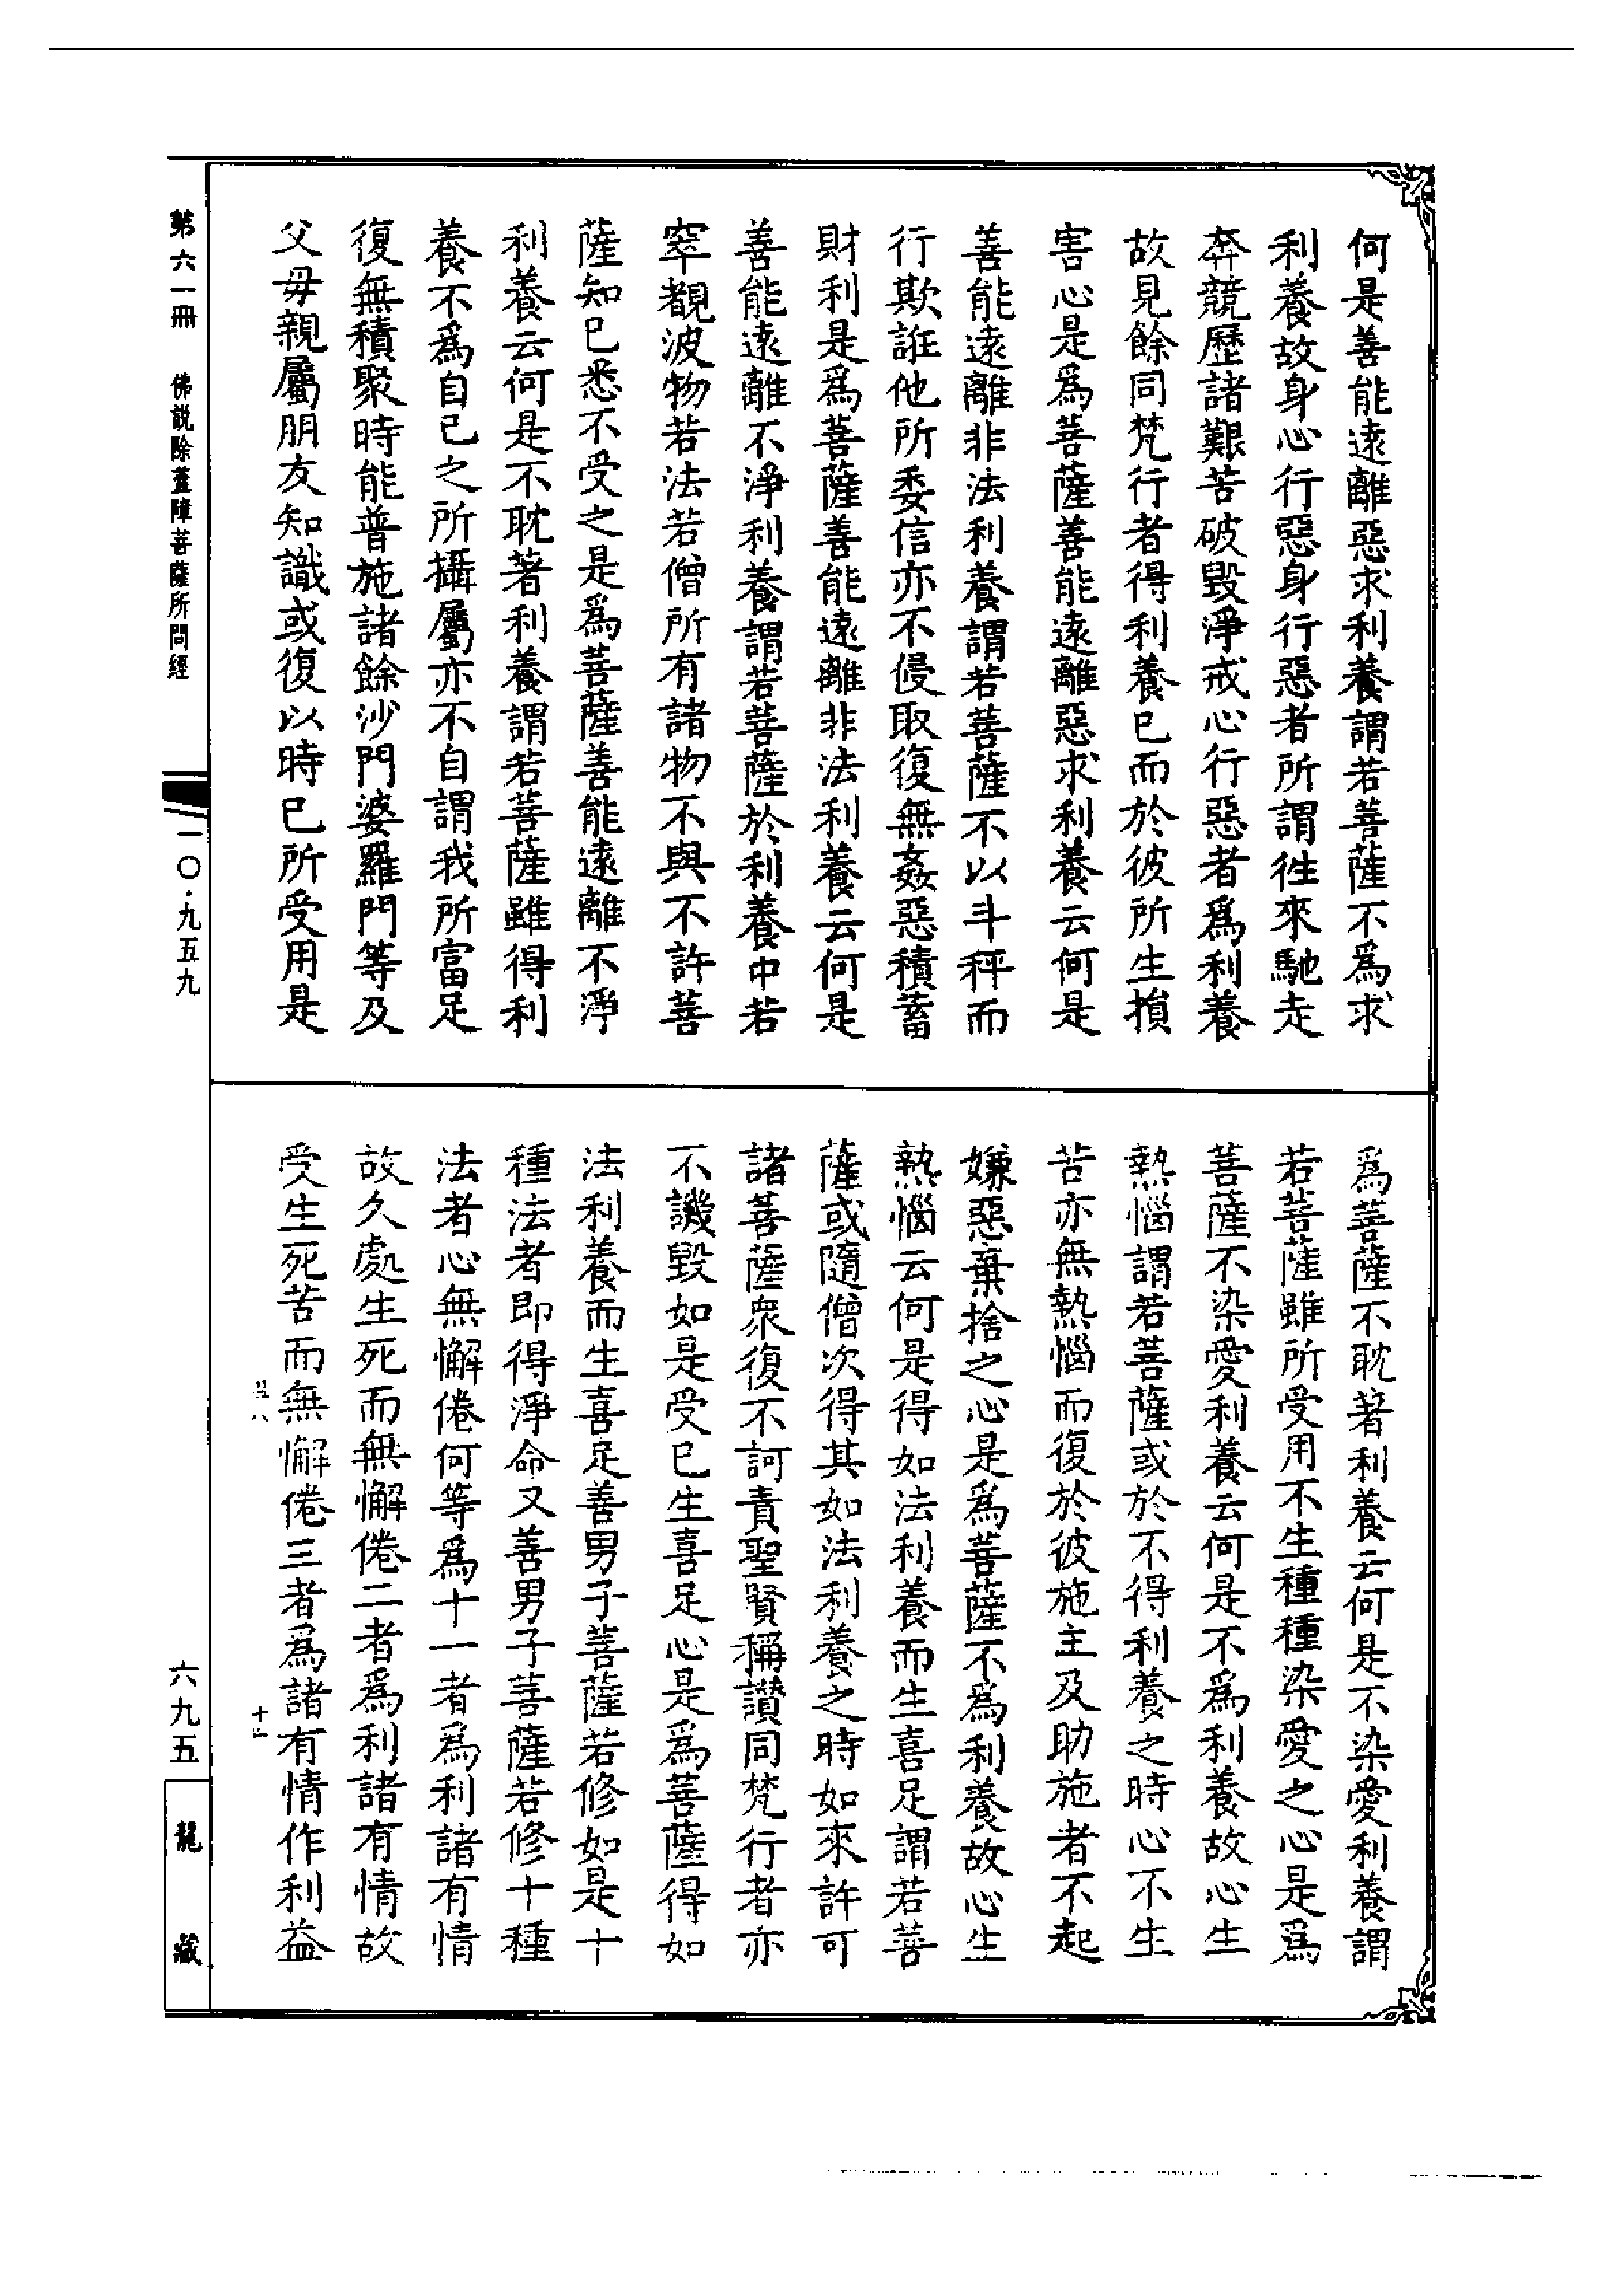 何是善能遠離惡求利養謂若菩薩不為求
利養故身心行惡身行惡者所謂徃來馳走
奔競歷諸艱苦破毀淨戒心行惡者爲利養
故見餘同梵行者得利養已而於彼所生損
害心是爲菩薩善能遠離惡求利養云何是
善能遠離非法利養謂若菩薩不以斗秤而
行欺誑他所委信亦不侵取復無姦惡積蓄
財利是爲菩薩善能遠離非法利養云何是
善能遠離不淨利養謂若菩薩於利養中若
窣覩波物若法若僧所有諸物不與不許菩
薩知已悉不受之是爲菩薩善能遠離不淨
利養云何是不耽著利養謂若菩薩雖得利
養不爲自已之所攝屬亦不自謂我所富足
復無積聚時能普施諸餘沙門婆羅門等及
父母親屬朋友知識或復以時已所受用是
爲菩薩不耽著利養云何是不染愛利養謂
若菩薩雖所受用不生種種染愛之心是爲
菩薩不染愛利養云何是不爲利養故心生
熱惱謂若菩薩或於不得利養之時心不生
苦亦無熱惱而復於彼施主及助施者不起
嫌惡棄捨之心是爲菩薩不爲利養故心生
熱惱云何是得如法利養而生喜足謂若菩
薩或隨僧次得其如法利養之時如來許可
諸菩薩衆復不訶責聖賢稱讚同梵行者亦
不譏毀如是受已生喜足心是爲菩薩得如
法利養而生喜足善男子菩薩若修如是十
種法者即得淨命又善男子菩薩若修十種
法者心無懈倦何等爲十一者爲利諸有情
故久處生死而無懈倦二者爲利諸有情故
受生死苦而無懈倦三者爲諸有情作利益
第六一冊 佛説除蓋障菩薩所問經
一〇·九五九
六九五
龍藏